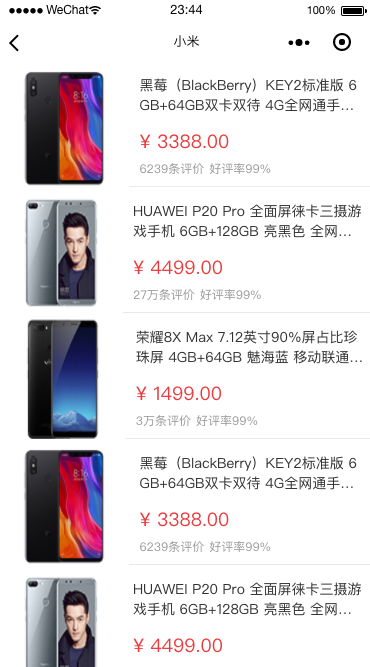 WeChat
23:44
100%
小米
黑莓（BlackBerry）KEY2标准版 6
GB+64GB双卡双待 4G全网通手...
¥ 3388.00
6239条评价 好评率99%
HUAWEI P20 Pro 全面屏徕卡三摄游
戏手机 6GB+128GB 亮黑色 全网...
¥ 4499.00
27万条评价 好评率99%
荣耀8X Max 7.12英寸90%屏占比珍
珠屏 4GB+64GB 魅海蓝 移动联通...
¥ 1499.00
3万条评价 好评率99%
黑莓（BlackBerry）KEY2标准版 6
GB+64GB双卡双待 4G全网通手...
¥ 3388.00
6239条评价 好评率99%
HUAWEI P20 Pro 全面屏徕卡三摄游
戏手机 6GB+128GB 亮黑色 全网...
¥ 4499.00